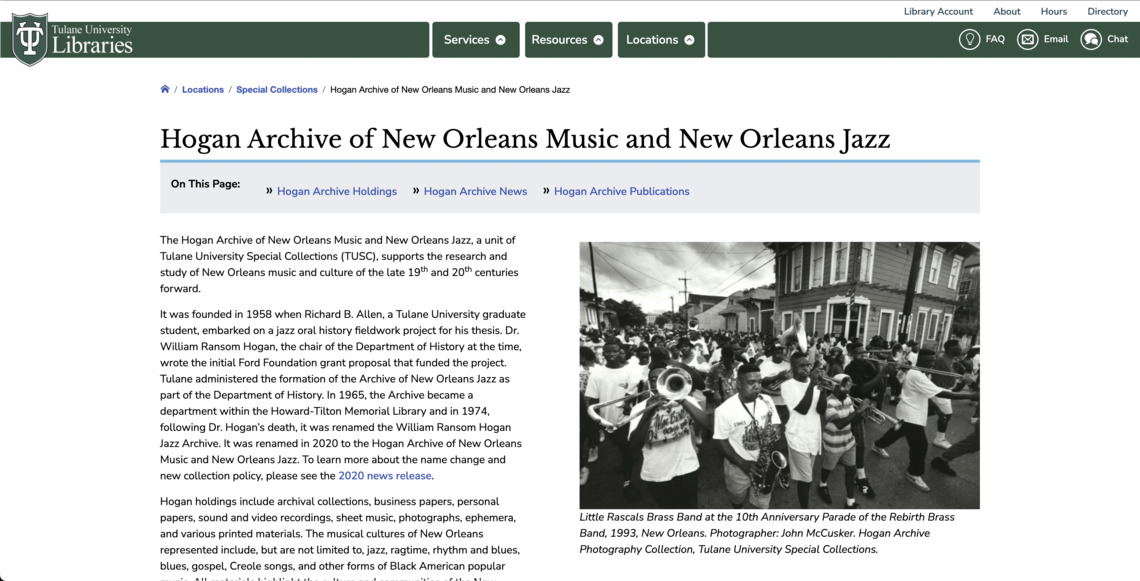 Library Account About Hours Directory
Tulane University
Libraries
Services Resources Locations
FAQ Email Chat
/ Locations / Special Collections / Hogan Archive of New Orleans Music and New Orleans Jazz
Hogan Archive of New Orleans Music and New Orleans Jazz
On This Page:
» Hogan Archive Holdings » Hogan Archive News » Hogan Archive Publications
The Hogan Archive of New Orleans Music and New Orleans Jazz, a unit of
Tulane University Special Collections (TUSC), supports the research and
study of New Orleans music and culture of the late 19th and 20th centuries
forward.
It was founded in 1958 when Richard B. Allen, a Tulane University graduate
student, embarked on a jazz oral history fieldwork project for his thesis. Dr.
William Ransom Hogan, the chair of the Department of History at the time,
wrote the initial Ford Foundation grant proposal that funded the project.
Tulane administered the formation of the Archive of New Orleans Jazz as
part of the Department of History. In 1965, the Archive became a
department within the Howard-Tilton Memorial Library and in 1974,
following Dr. Hogan's death, it was renamed the William Ransom Hogan
Jazz Archive. It was renamed in 2020 to the Hogan Archive of New Orleans
Music and New Orleans Jazz. To learn more about the name change and
new collection policy, please see the 2020 news release.
Hogan holdings include archival collections, business papers, personal
papers, sound and video recordings, sheet music, photographs, ephemera,
and various printed materials. The musical cultures of New Orleans
represented include, but are not limited to, jazz, ragtime, rhythm and blues,
blues, gospel, Creole songs, and other forms of Black American popular
music. All materials highlight the culture and communities of the New
Little Rascals Brass Band at the 10th Anniversary Parade of the Rebirth Brass
Band, 1993, New Orleans. Photographer: John McCusker. Hogan Archive
Photography Collection, Tulane University Special Collections.